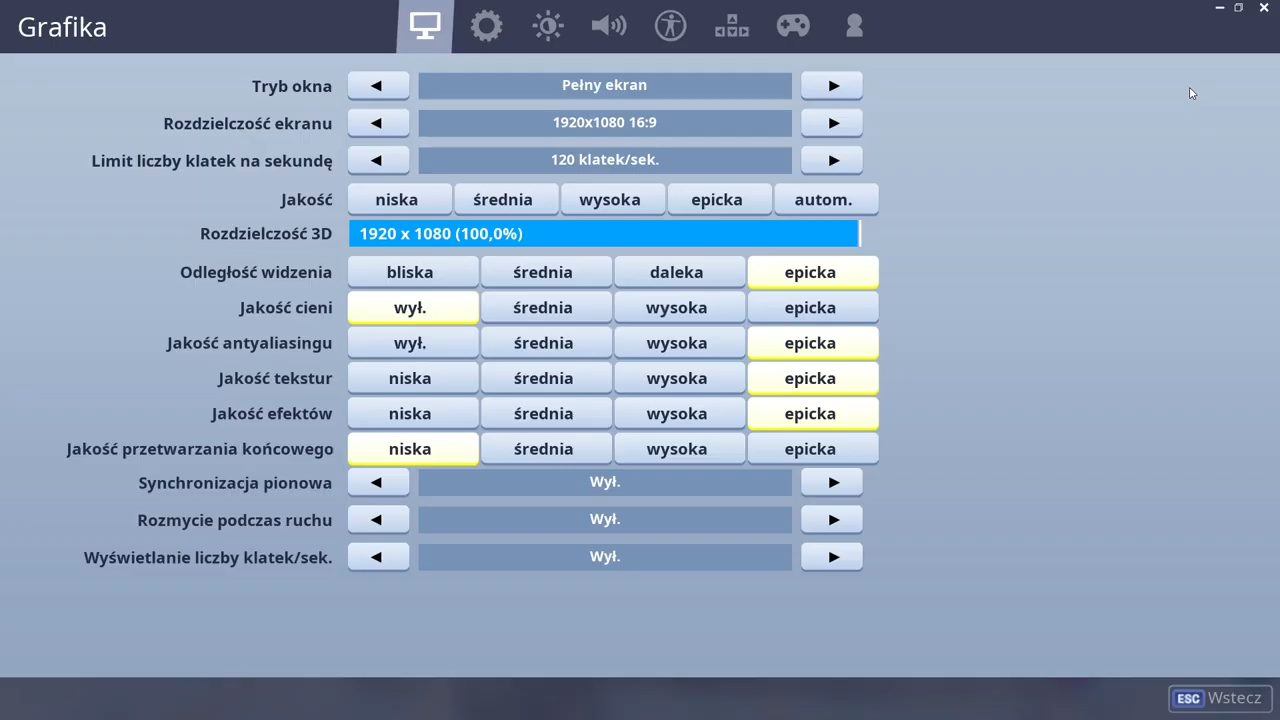 Grafika
Tryb okna Pełny ekran
Rozdzielczość ekranu 1920x1080 16:9
Limit liczby klatek na sekundę 120 klatek/sek.
Jakość niska średnia wysoka epicka autom.
Rozdzielczość 3D 1920 x 1080 (100,0%)
Odległość widzenia bliska średnia daleka epicka
Jakość cieni wył. średnia wysoka epicka
Jakość antyaliasingu wył. średnia wysoka epicka
Jakość tekstur niska średnia wysoka epicka
Jakość efektów niska średnia wysoka epicka
Jakość przetwarzania końcowego niska średnia wysoka epicka
Synchronizacja pionowa Wył.
Rozmycie podczas ruchu Wył.
Wyświetlanie liczby klatek/sek. Wył.
ESC Wstecz